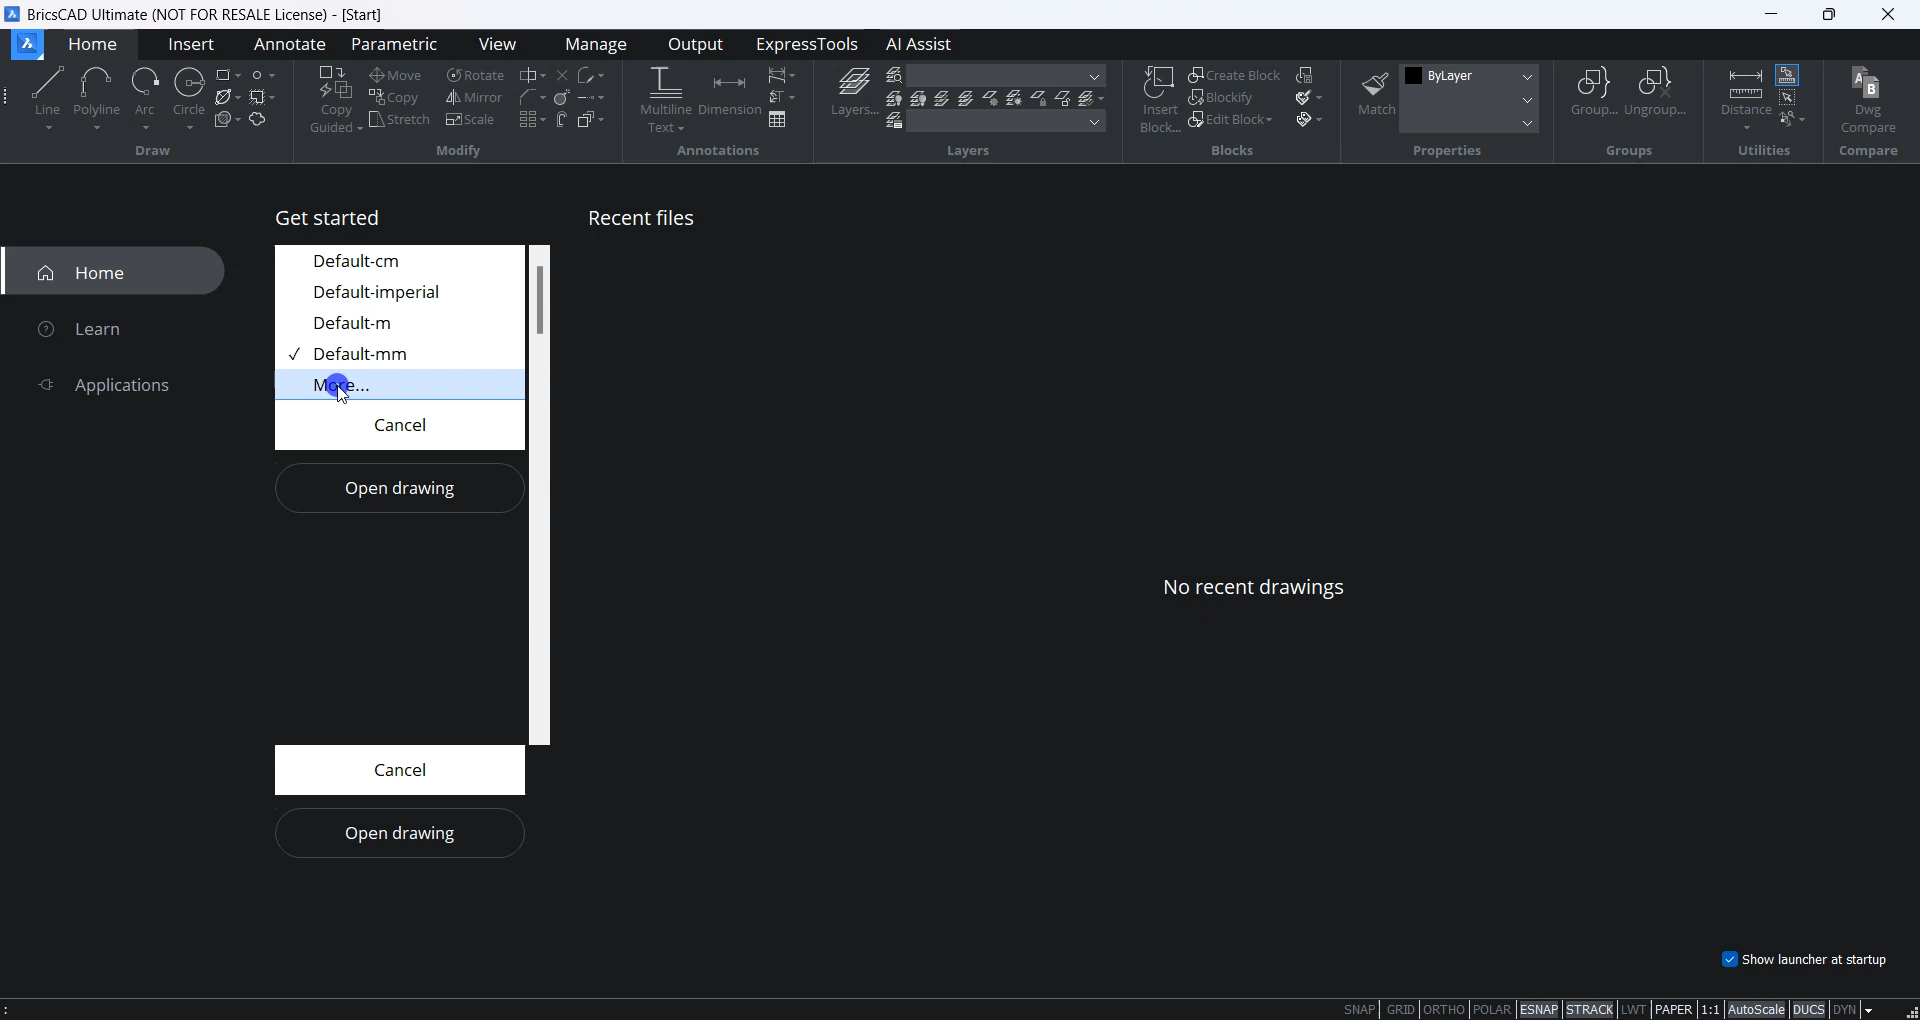 BricsCAD Ultimate (NOT FOR RESALE License) - [Start]
Home Insert Annotate Parametric View Manage Output ExpressTools AI Assist
Line Polyline Arc Circle
Copy Guided
Move Rotate
Copy Mirror
Stretch Scale
Multiline Text Dimension
Layers...
Insert Block...
Create Block
Blockify
Edit Block
Match
ByLayer
Group... Ungroup...
Distance
Dwg Compare
Draw Modify Annotations Layers Blocks Properties Groups Utilities Compare
Get started
Recent files
Home
Learn
Applications
Default-cm
Default-imperial
Default-m
✓ Default-mm
More...
Cancel
Open drawing
No recent drawings
Cancel
Open drawing
Show launcher at startup
: SNAP GRID ORTHO POLAR ESNAP STRACK LWT PAPER 1:1 AutoScale DUCS DYN